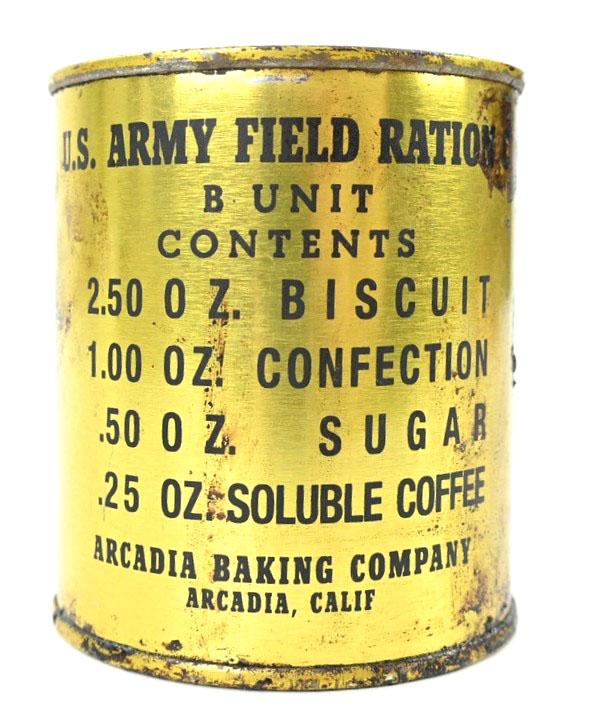 U.S. ARMY FIELD RATION
B UNIT
CONTENTS
2.50 OZ. BISCUIT
1.00 OZ. CONFECTION
.50 OZ. SUGAR
.25 OZ. SOLUBLE COFFEE
ARCADIA BAKING COMPANY
ARCADIA, CALIF